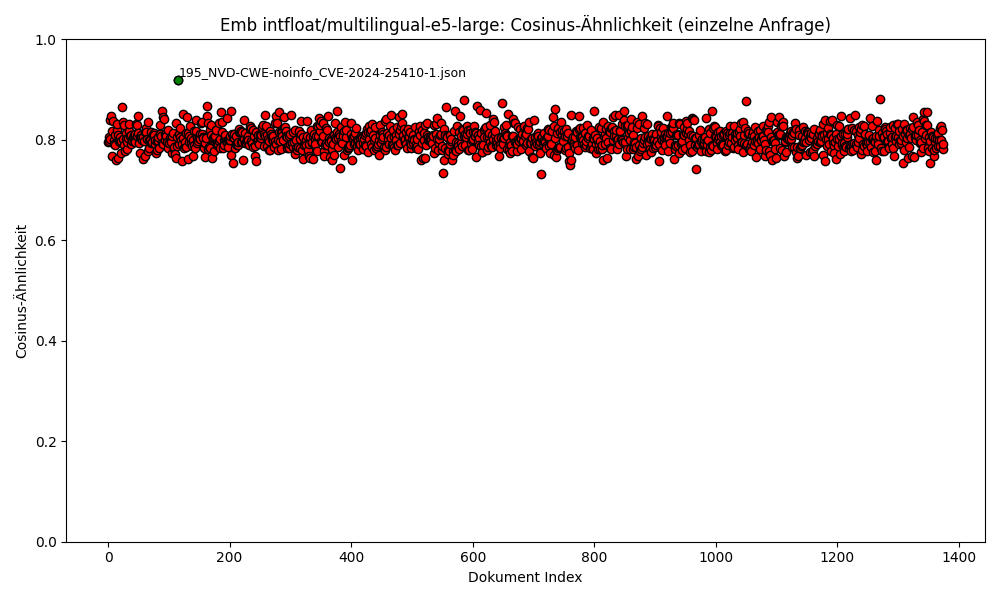 Emb intfloat/multilingual-e5-large: Cosinus-Ähnlichkeit (einzelne Anfrage)
1.0
195_NVD-CWE-noinfo_CVE-2024-25410-1.json
0.8
0.6
Cosinus-Ähnlichkeit
0.4
0.2
0.0
0 200 400 600 800 1000 1200 1400
Dokument Index